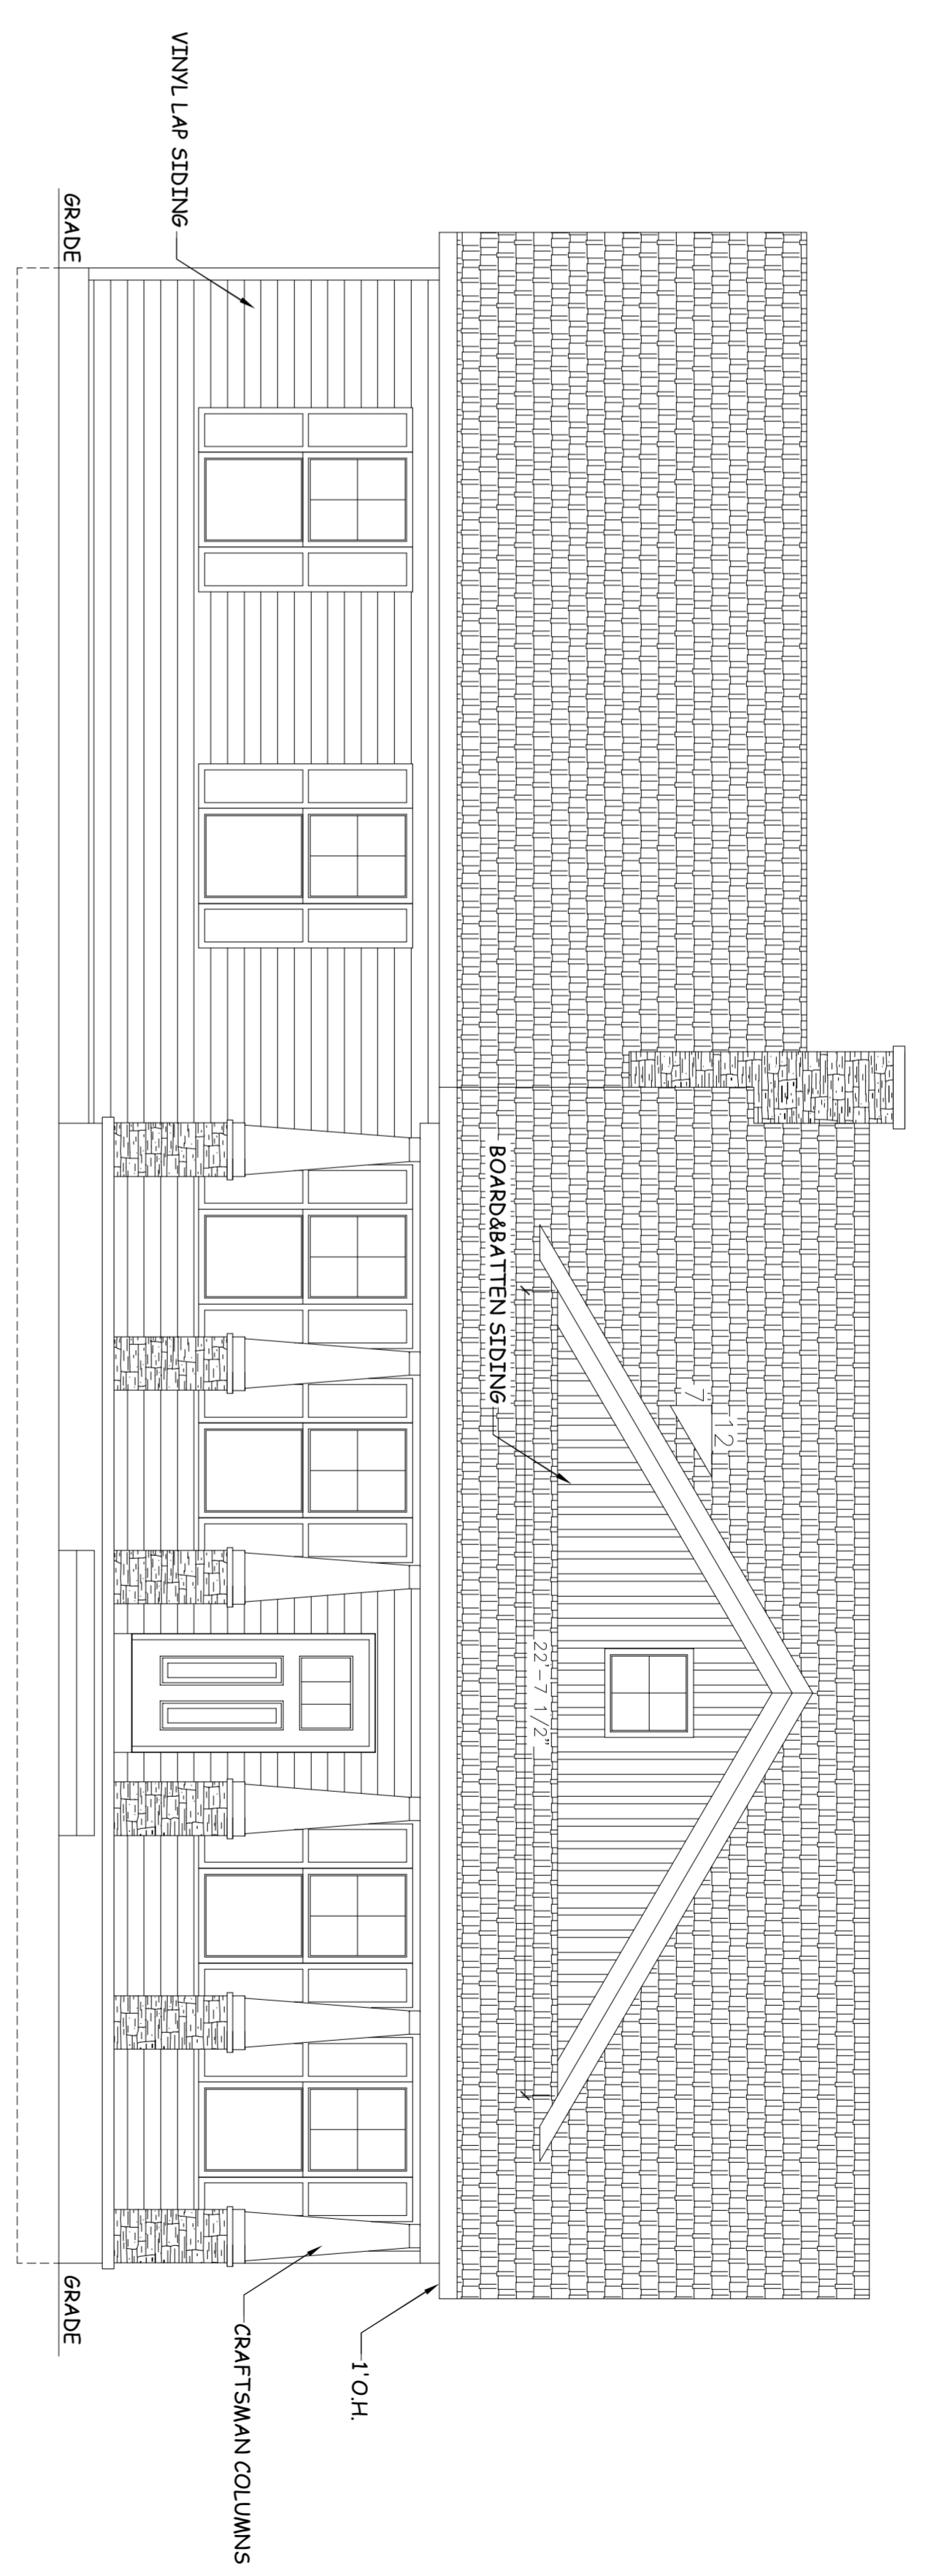 12
7
BOARD&BATTEN SIDING
22'-7 1/2"
1' O.H.
VINYL LAP SIDING
CRAFTSMAN COLUMNS
GRADE
GRADE